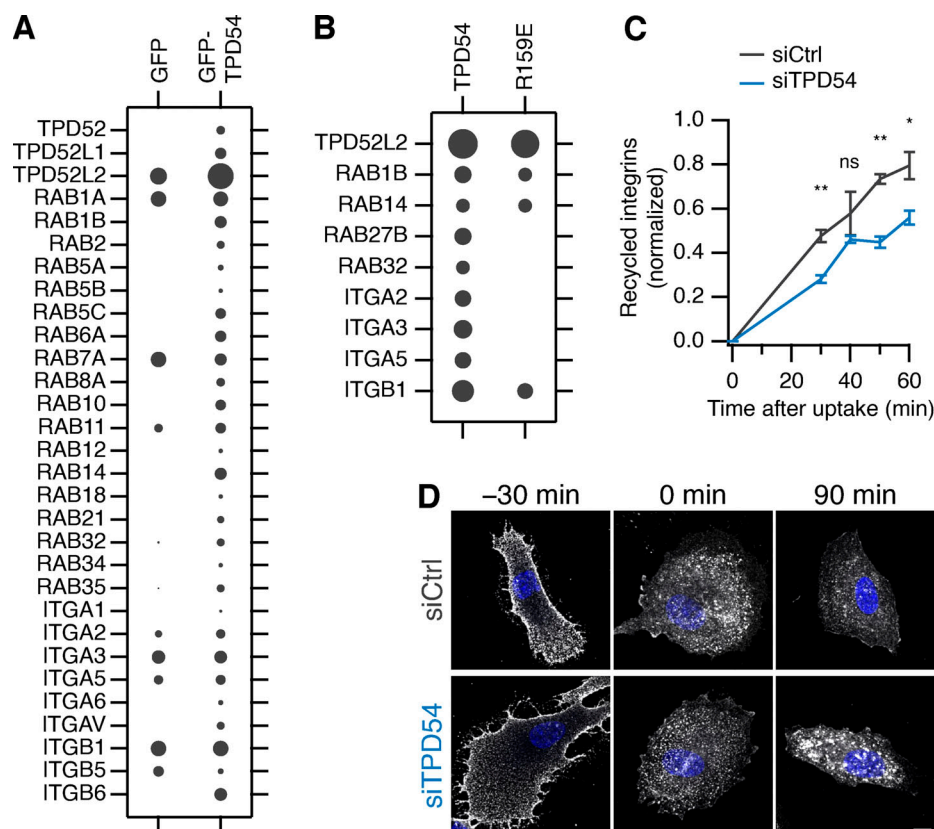 A
GFP
GFP-
TPD54
TPD52
TPD52L1
TPD52L2
RAB1A
RAB1B
RAB2
RAB5A
RAB5B
RAB5C
RAB6A
RAB7A
RAB8A
RAB10
RAB11
RAB12
RAB14
RAB18
RAB21
RAB32
RAB34
RAB35
ITGA1
ITGA2
ITGA3
ITGA5
ITGA6
ITGAV
ITGB1
ITGB5
ITGB6
B
TPD54
R159E
TPD52L2
RAB1B
RAB14
RAB27B
RAB32
ITGA2
ITGA3
ITGA5
ITGB1
C
siCtrl
siTPD54
Recycled integrins
(normalized)
1.0
0.8
0.6
0.4
0.2
0.0
**
ns
**
*
0 20 40 60
Time after uptake (min)
D
–30 min 0 min 90 min
siCtrl
siTPD54